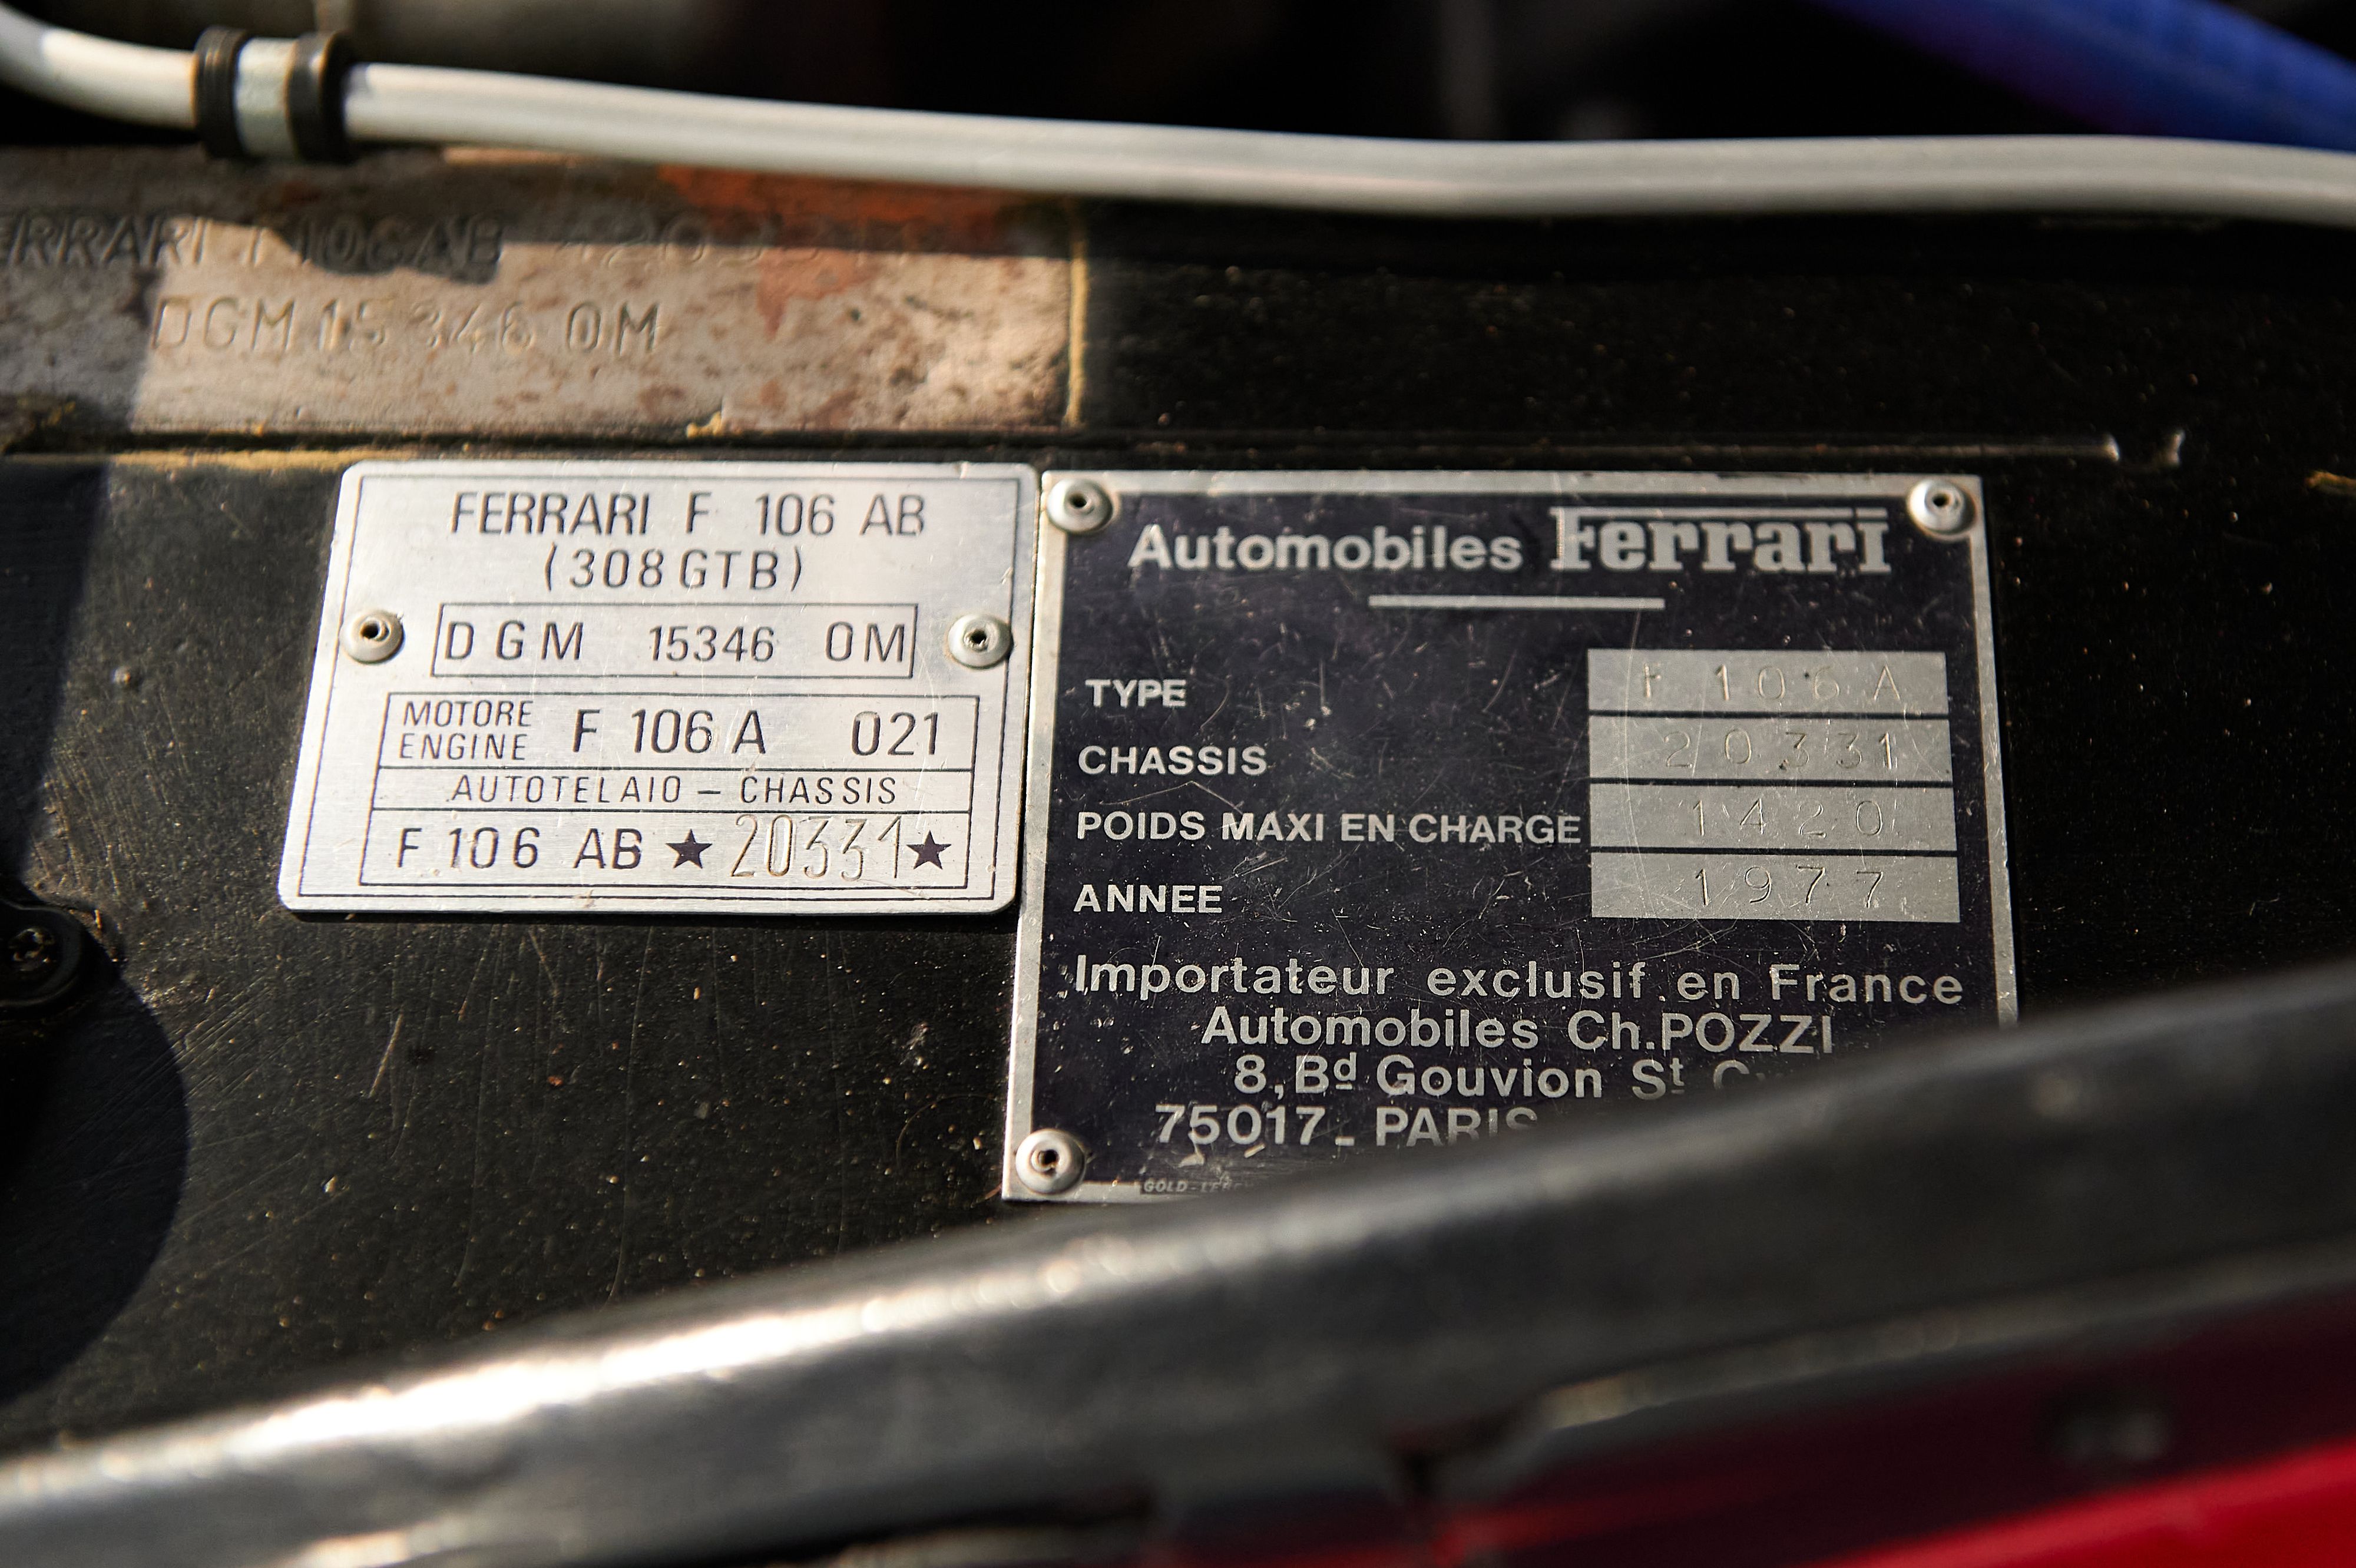 DGM 15346 OM
FERRARI F 106 AB
(308 GTB)
DGM 15346 OM
MOTORE
ENGINE F 106 A 021
AUTOTELAIO – CHASSIS
F 106 AB ★ 20331 ★
Automobiles Ferrari
TYPE F 106 A
CHASSIS 20331
POIDS MAXI EN CHARGE 1420
ANNEE 1977
Importateur exclusif en France
Automobiles Ch.POZZI
8, Bd Gouvion St
75017 - PARIS